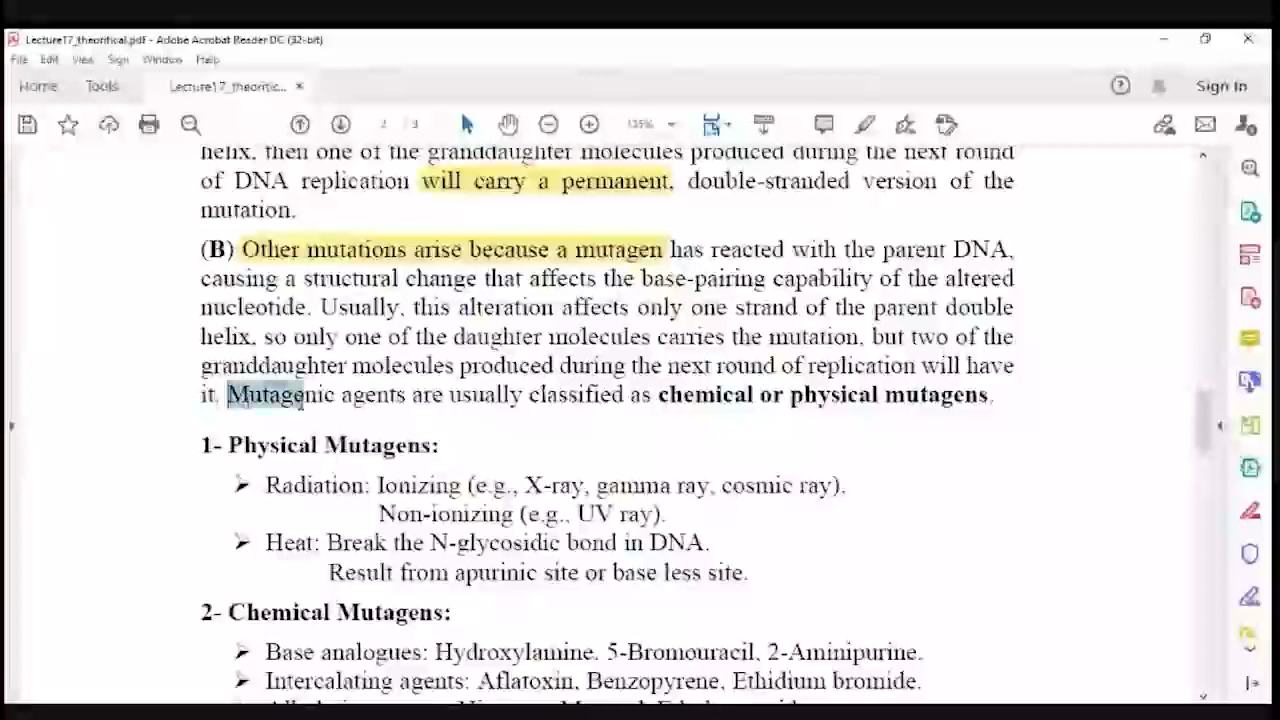 Lecture17_theoritical.pdf - Adobe Acrobat Reader DC (32-bit)
File Edit View Sign Window Help
Home Tools Lecture17_theoritic... × Sign In
2 / 3 135%
helix, then one of the granddaughter molecules produced during the next round
of DNA replication will carry a permanent, double-stranded version of the
mutation.
(B) Other mutations arise because a mutagen has reacted with the parent DNA,
causing a structural change that affects the base-pairing capability of the altered
nucleotide. Usually, this alteration affects only one strand of the parent double
helix, so only one of the daughter molecules carries the mutation, but two of the
granddaughter molecules produced during the next round of replication will have
it. Mutagenic agents are usually classified as chemical or physical mutagens.
1- Physical Mutagens:
➢ Radiation: Ionizing (e.g., X-ray, gamma ray, cosmic ray).
Non-ionizing (e.g., UV ray).
➢ Heat: Break the N-glycosidic bond in DNA.
Result from apurinic site or base less site.
2- Chemical Mutagens:
➢ Base analogues: Hydroxylamine, 5-Bromouracil, 2-Aminipurine.
➢ Intercalating agents: Aflatoxin, Benzopyrene, Ethidium bromide.